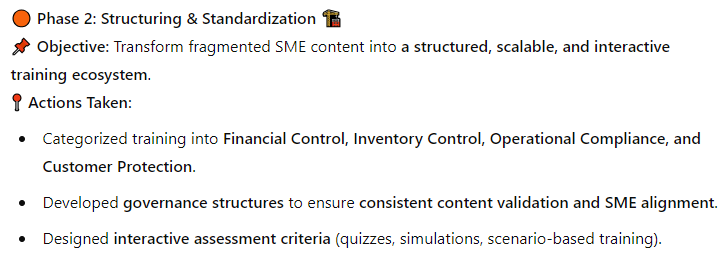 🟠 Phase 2: Structuring & Standardization 🏗️
📌 Objective: Transform fragmented SME content into a structured, scalable, and interactive
training ecosystem.
📍 Actions Taken:
• Categorized training into Financial Control, Inventory Control, Operational Compliance, and
Customer Protection.
• Developed governance structures to ensure consistent content validation and SME alignment.
• Designed interactive assessment criteria (quizzes, simulations, scenario-based training).